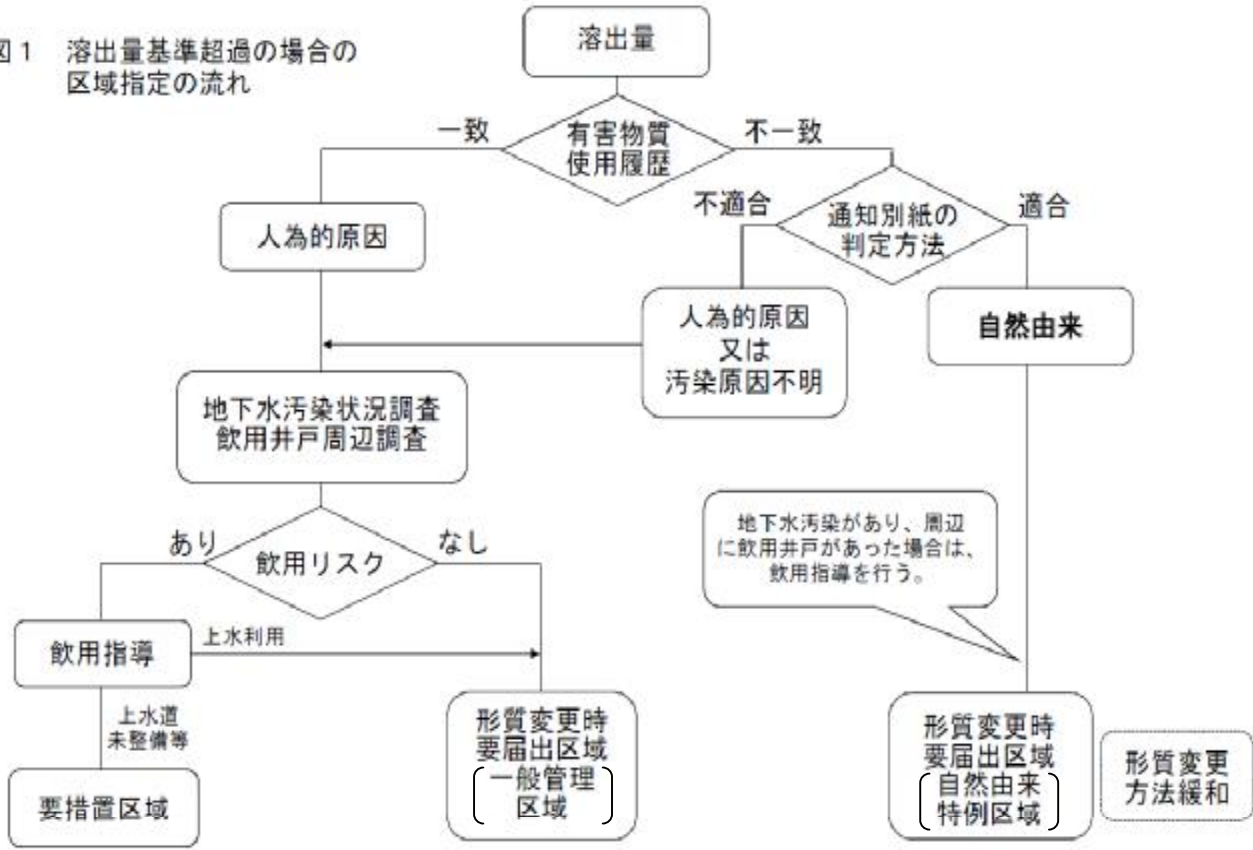 図1 溶出量基準超過の場合の
区域指定の流れ
溶出量
有害物質
使用履歴
一致
不一致
人為的原因
通知別紙の
判定方法
不適合
適合
人為的原因
又は
汚染原因不明
自然由来
地下水汚染状況調査
飲用井戸周辺調査
地下水汚染があり、周辺
に飲用井戸があった場合は、
飲用指導を行う。
飲用リスク
あり
なし
飲用指導
上水利用
上水道
未整備等
要措置区域
形質変更時
要届出区域
一般管理
区域
形質変更時
要届出区域
自然由来
特例区域
形質変更
方法緩和